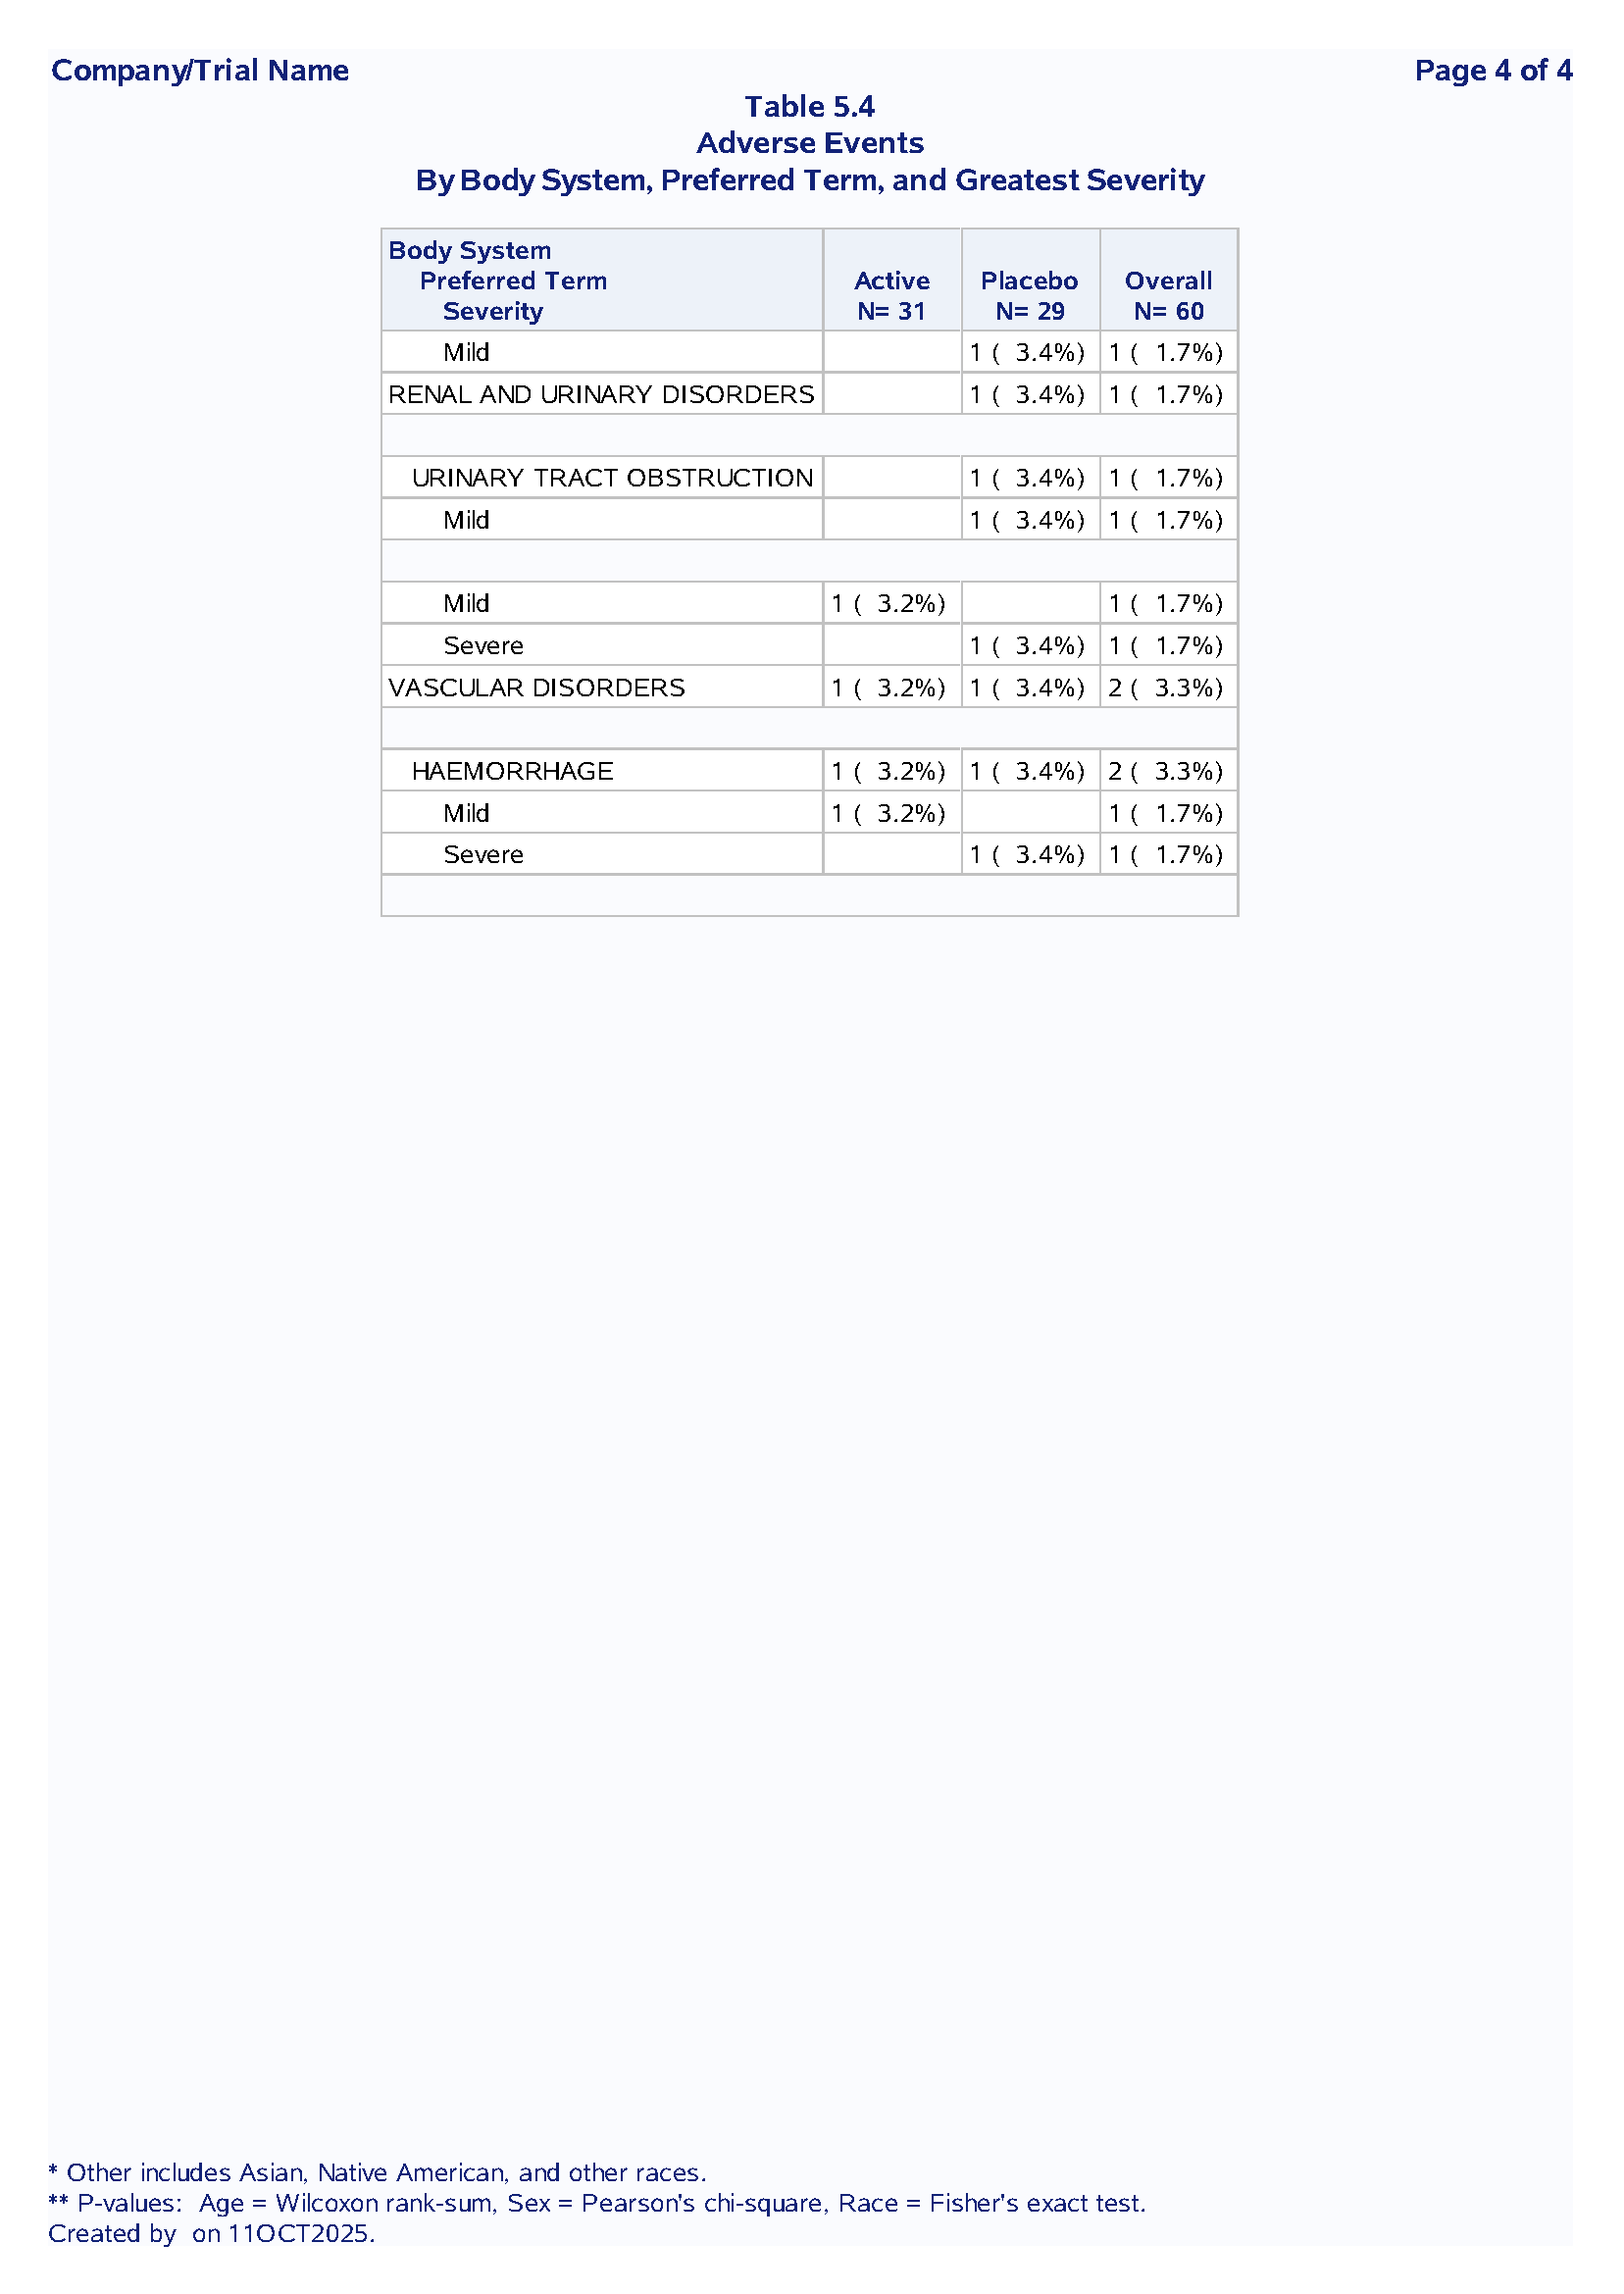 Company/Trial Name Page 4 of 4
Table 5.4
Adverse Events
By Body System, Preferred Term, and Greatest Severity
Body System
Preferred Term Active Placebo Overall
Severity N= 31 N= 29 N= 60
Mild 1 ( 3.4%) 1 ( 1.7%)
RENAL AND URINARY DISORDERS 1 ( 3.4%) 1 ( 1.7%)
URINARY TRACT OBSTRUCTION 1 ( 3.4%) 1 ( 1.7%)
Mild 1 ( 3.4%) 1 ( 1.7%)
Mild 1 ( 3.2%) 1 ( 1.7%)
Severe 1 ( 3.4%) 1 ( 1.7%)
VASCULAR DISORDERS 1 ( 3.2%) 1 ( 3.4%) 2 ( 3.3%)
HAEMORRHAGE 1 ( 3.2%) 1 ( 3.4%) 2 ( 3.3%)
Mild 1 ( 3.2%) 1 ( 1.7%)
Severe 1 ( 3.4%) 1 ( 1.7%)
* Other includes Asian, Native American, and other races.
** P-values:  Age = Wilcoxon rank-sum, Sex = Pearson's chi-square, Race = Fisher's exact test.
Created by  on 11OCT2025.